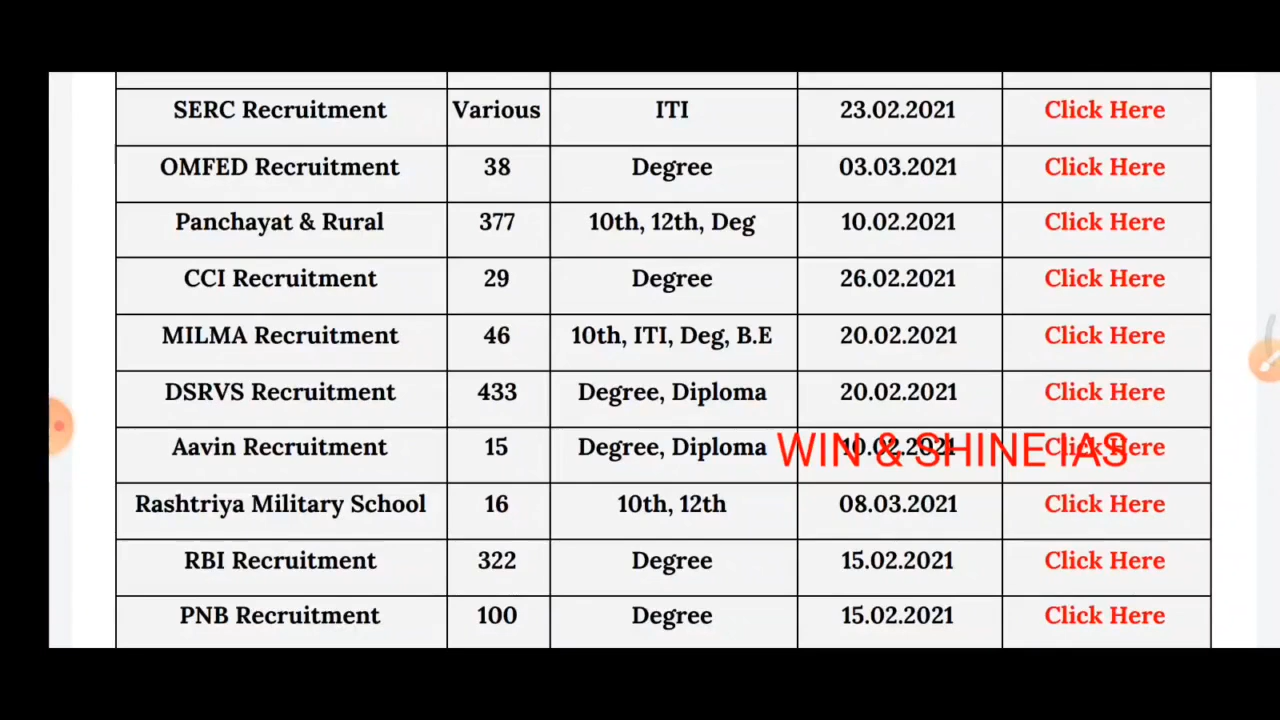 SERC Recruitment Various ITI 23.02.2021 Click Here
OMFED Recruitment 38 Degree 03.03.2021 Click Here
Panchayat & Rural 377 10th, 12th, Deg 10.02.2021 Click Here
CCI Recruitment 29 Degree 26.02.2021 Click Here
MILMA Recruitment 46 10th, ITI, Deg, B.E 20.02.2021 Click Here
DSRVS Recruitment 433 Degree, Diploma 20.02.2021 Click Here
Aavin Recruitment 15 Degree, Diploma 10.02.2021 Click Here
WIN & SHINE IAS
Rashtriya Military School 16 10th, 12th 08.03.2021 Click Here
RBI Recruitment 322 Degree 15.02.2021 Click Here
PNB Recruitment 100 Degree 15.02.2021 Click Here